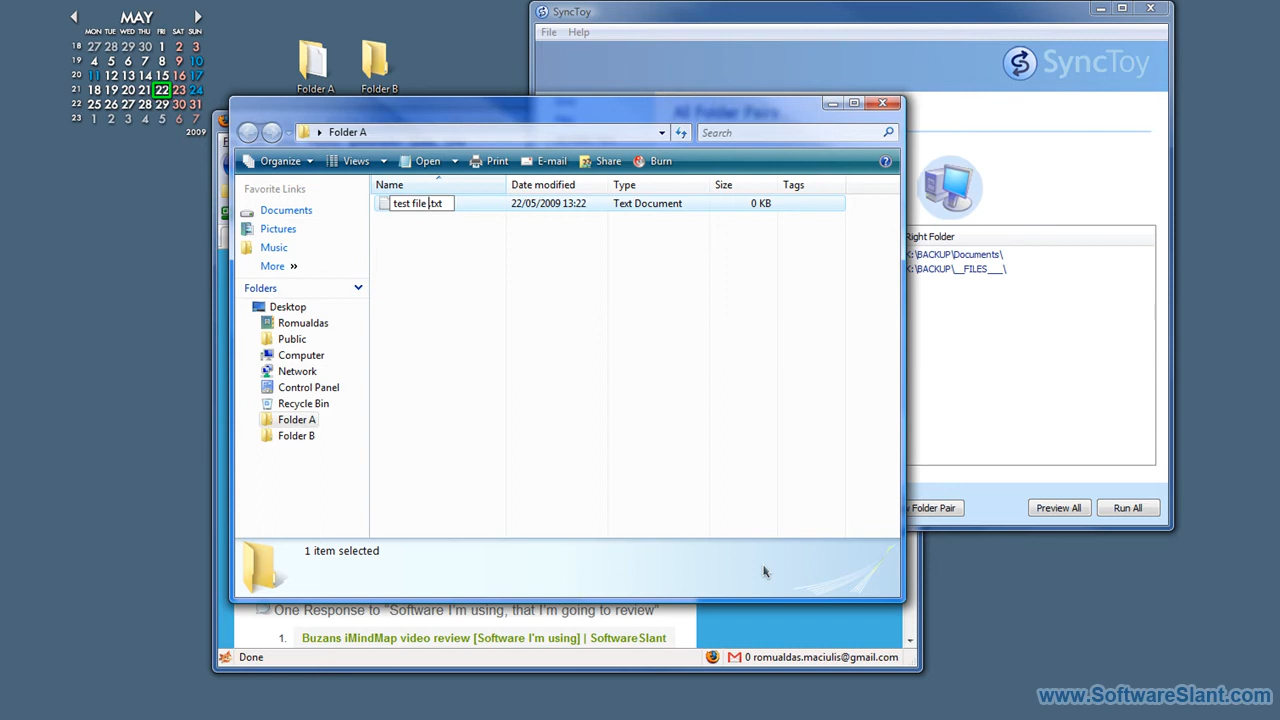 MAY
MON TUE WED THU FRI SAT SUN
18 27 28 29 30 1 2 3
19 4 5 6 7 8 9 10
20 11 12 13 14 15 16 17
21 18 19 20 21 22 23 24
22 25 26 27 28 29 30 31
23 1 2 3 4 5 6 7
2009
Folder A
Folder B
SyncToy
File Help
SyncToy
All Folder Pairs
Right Folder
K:\BACKUP\Documents\
K:\BACKUP\__FILES___\
Folder Pair
Preview All
Run All
Folder A
Search
Organize Views Open Print E-mail Share Burn
Favorite Links
Documents
Pictures
Music
More »
Folders
Desktop
Romualdas
Public
Computer
Network
Control Panel
Recycle Bin
Folder A
Folder B
Name Date modified Type Size Tags
test file .txt 22/05/2009 13:22 Text Document 0 KB
1 item selected
One Response to "Software I'm using, that I'm going to review"
1. Buzans iMindMap video review [Software I'm using] | SoftwareSlant
Done
0 romualdas.maciulis@gmail.com
www.SoftwareSlant.com